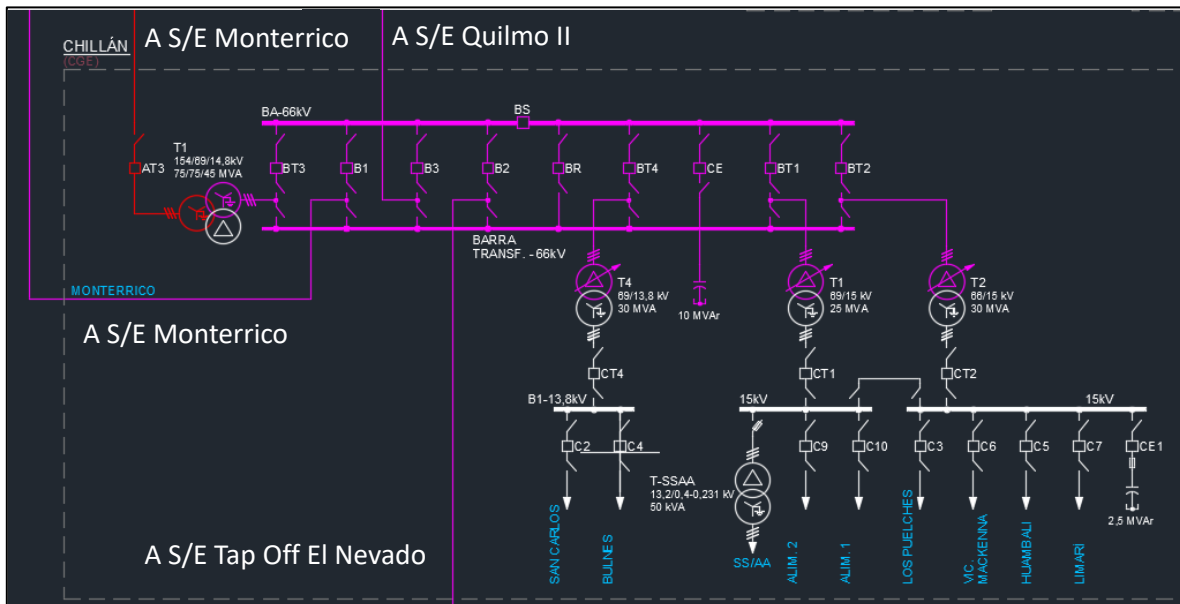 A S/E Monterrico
A S/E Quilmo II
CHILLÁN
(CGE)
BA-66kV
BS
T1
154/69/14,8kV
75/75/45 MVA
AT3
BT3
B1
B3
B2
BR
BT4
CE
BT1
BT2
BARRA
TRANSF. - 66kV
MONTERRICO
A S/E Monterrico
T4
69/13,8 kV
30 MVA
10 MVAr
T1
69/15 kV
25 MVA
T2
66/15 kV
30 MVA
CT4
CT1
CT2
B1-13,8kV
15kV
15kV
C2
C4
C9
C10
C3
C6
C5
C7
CE1
T-SSAA
13,2/0,4-0,231 kV
50 kVA
2,5 MVAr
A S/E Tap Off El Nevado
SAN CARLOS
BULNES
SS/AA
ALIM. 2
ALIM. 1
LOS PUELCHES
VIC.
MACKENNA
HUAMBALI
LIMARÍ